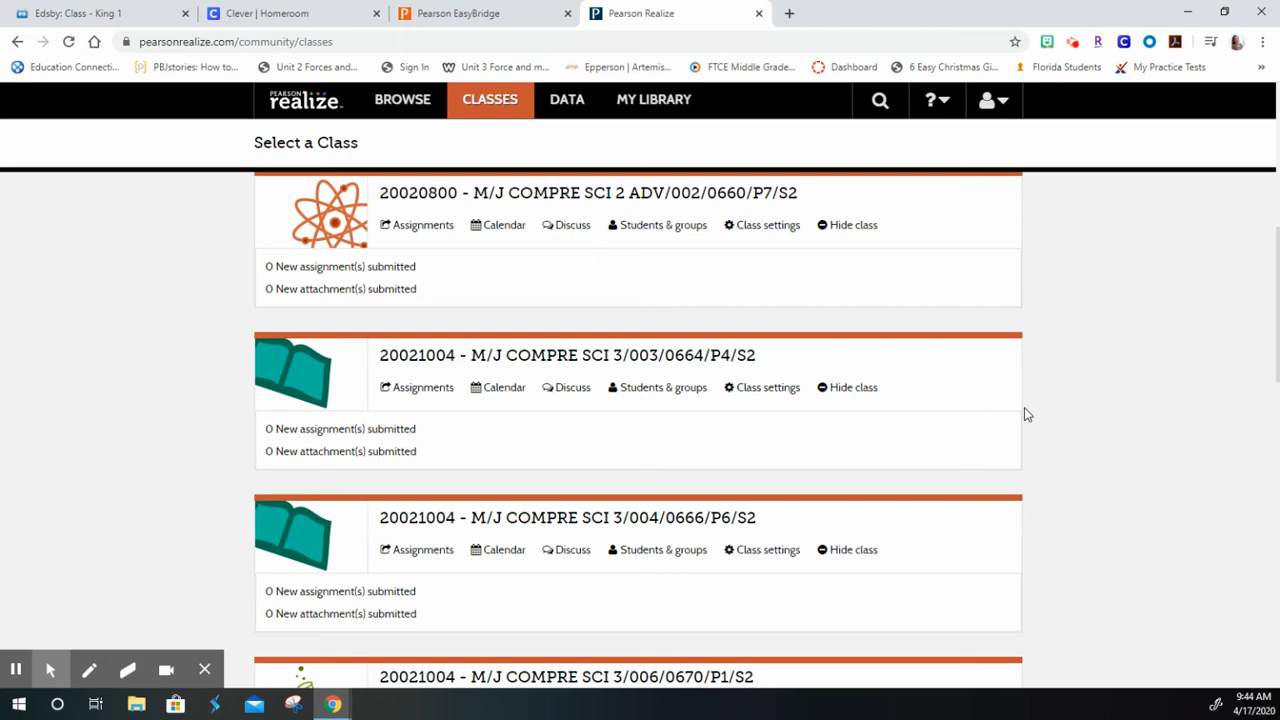 Edsby: Class - King 1
Clever | Homeroom
Pearson EasyBridge
Pearson Realize
pearsonrealize.com/community/classes
Education Connecti...
PBJstories: How to...
Unit 2 Forces and...
Sign In
Unit 3 Force and m...
Epperson | Artemis...
FTCE Middle Grade...
Dashboard
6 Easy Christmas Gi...
Florida Students
My Practice Tests
»
PEARSON
realize™
BROWSE
CLASSES
DATA
MY LIBRARY
?
Select a Class
20020800 - M/J COMPRE SCI 2 ADV/002/0660/P7/S2
Assignments Calendar Discuss Students & groups Class settings Hide class
0 New assignment(s) submitted
0 New attachment(s) submitted
20021004 - M/J COMPRE SCI 3/003/0664/P4/S2
Assignments Calendar Discuss Students & groups Class settings Hide class
0 New assignment(s) submitted
0 New attachment(s) submitted
20021004 - M/J COMPRE SCI 3/004/0666/P6/S2
Assignments Calendar Discuss Students & groups Class settings Hide class
0 New assignment(s) submitted
0 New attachment(s) submitted
20021004 - M/J COMPRE SCI 3/006/0670/P1/S2
9:44 AM
4/17/2020